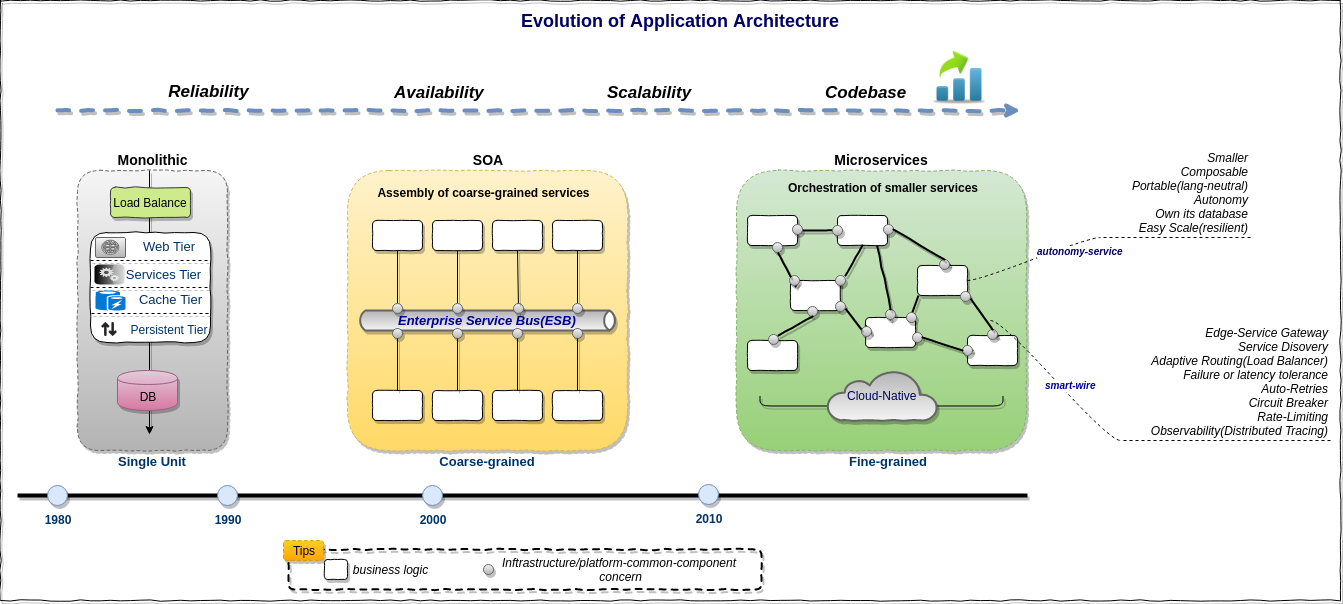 Evolution of Application Architecture
Reliability
Availability
Scalability
Codebase
Monolithic
Load Balance
Web Tier
Services Tier
Cache Tier
Persistent Tier
DB
Single Unit
SOA
Assembly of coarse-grained services
Enterprise Service Bus(ESB)
Coarse-grained
Microservices
Orchestration of smaller services
Cloud-Native
Fine-grained
Smaller
Composable
Portable(lang-neutral)
Autonomy
Own its database
Easy Scale(resilient)
autonomy-service
Edge-Service Gateway
Service Disovery
Adaptive Routing(Load Balancer)
Failure or latency tolerance
Auto-Retries
Circuit Breaker
Rate-Limiting
Observability(Distributed Tracing)
smart-wire
1980
1990
2000
2010
Tips
business logic
Inftrastructure/platform-common-component
concern